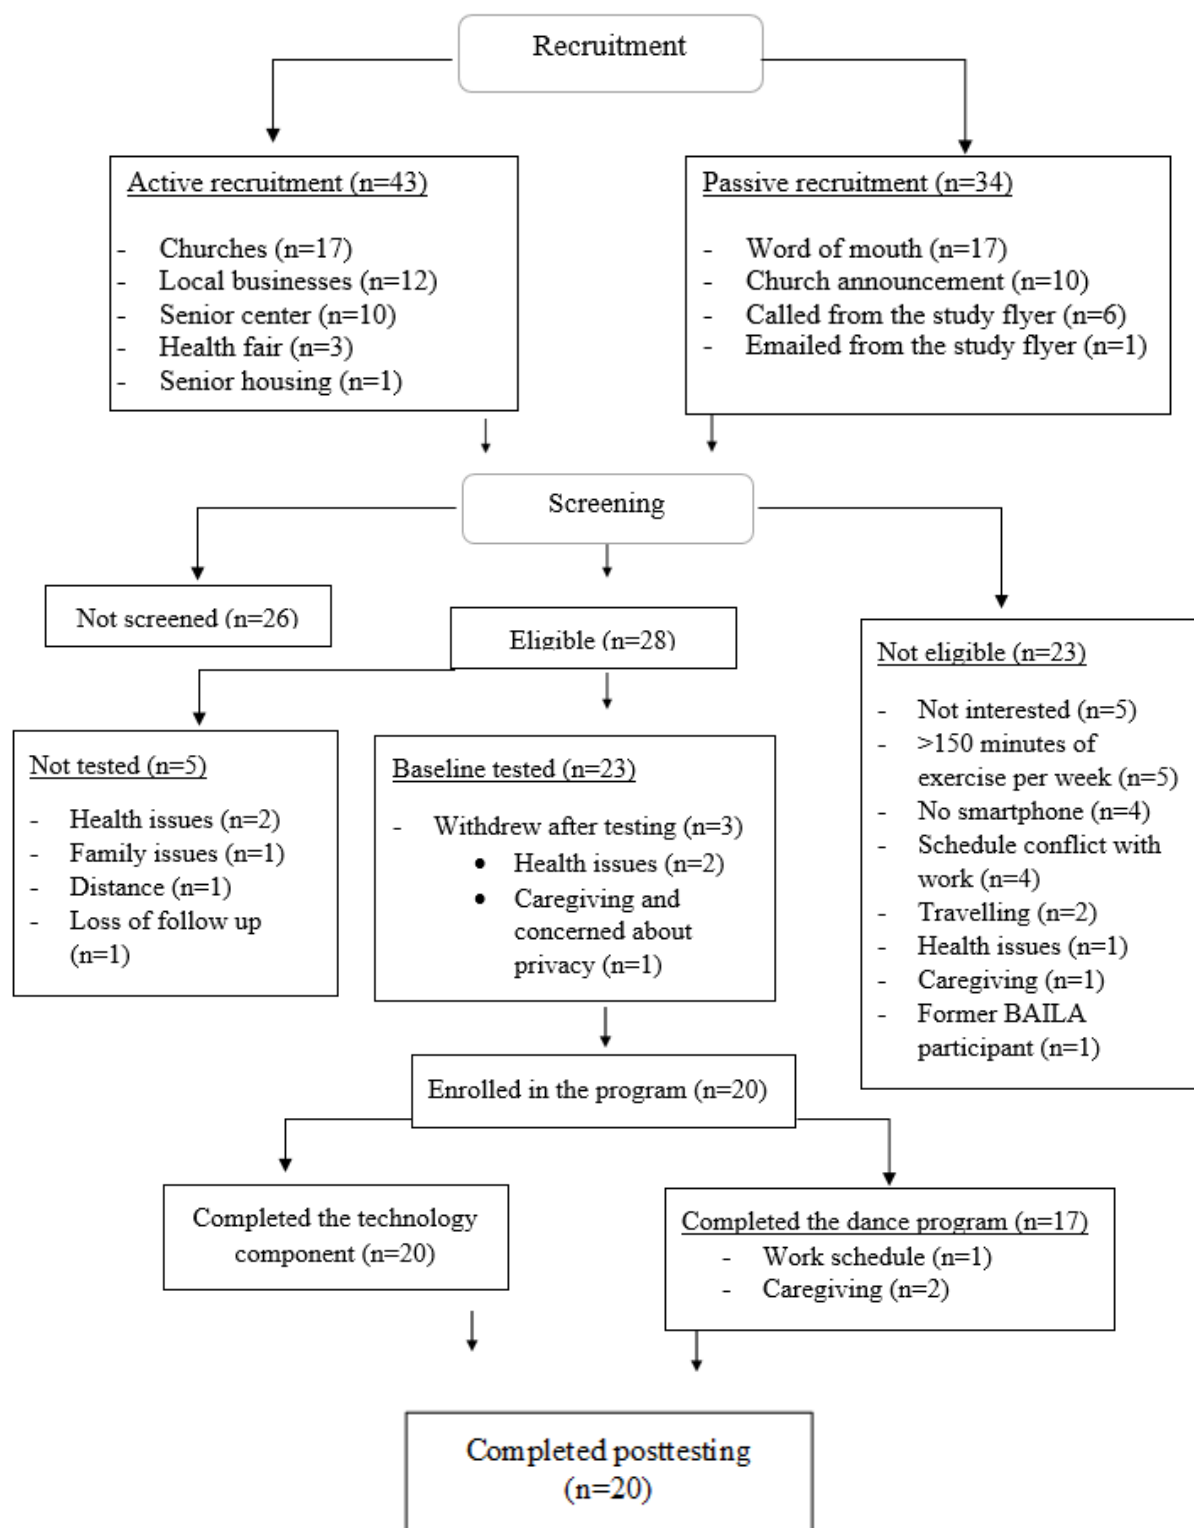 Recruitment
Active recruitment (n=43)
- Churches (n=17)
- Local businesses (n=12)
- Senior center (n=10)
- Health fair (n=3)
- Senior housing (n=1)
Passive recruitment (n=34)
- Word of mouth (n=17)
- Church announcement (n=10)
- Called from the study flyer (n=6)
- Emailed from the study flyer (n=1)
Screening
Not screened (n=26)
Eligible (n=28)
Not eligible (n=23)
- Not interested (n=5)
- >150 minutes of
exercise per week (n=5)
- No smartphone (n=4)
- Schedule conflict with
work (n=4)
- Travelling (n=2)
- Health issues (n=1)
- Caregiving (n=1)
- Former BAILA
participant (n=1)
Not tested (n=5)
- Health issues (n=2)
- Family issues (n=1)
- Distance (n=1)
- Loss of follow up
(n=1)
Baseline tested (n=23)
- Withdrew after testing (n=3)
• Health issues (n=2)
• Caregiving and
concerned about
privacy (n=1)
Enrolled in the program (n=20)
Completed the technology
component (n=20)
Completed the dance program (n=17)
- Work schedule (n=1)
- Caregiving (n=2)
Completed posttesting
(n=20)